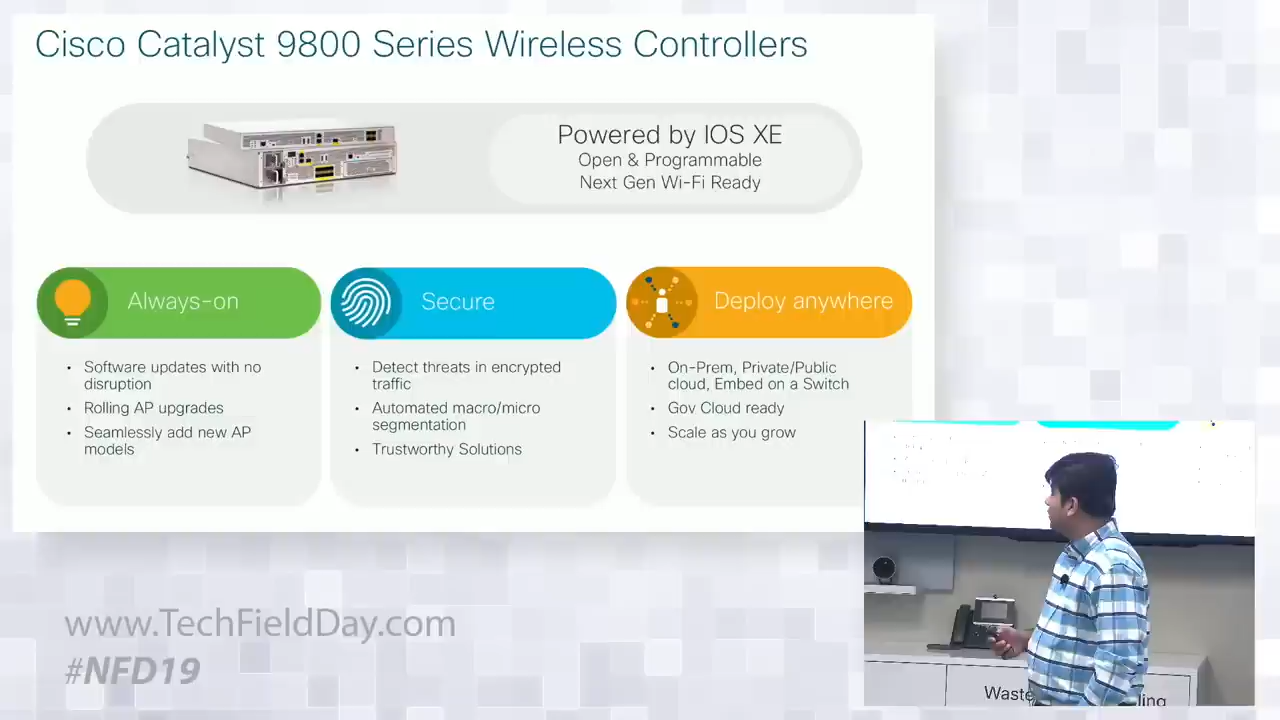 Cisco Catalyst 9800 Series Wireless Controllers
Powered by IOS XE
Open & Programmable
Next Gen Wi-Fi Ready
Always-on
Software updates with no
disruption
Rolling AP upgrades
Seamlessly add new AP
models
Secure
Detect threats in encrypted
traffic
Automated macro/micro
segmentation
Trustworthy Solutions
Deploy anywhere
On-Prem, Private/Public
cloud, Embed on a Switch
Gov Cloud ready
Scale as you grow
www.TechFieldDay.com
#NFD19
Waste
ling